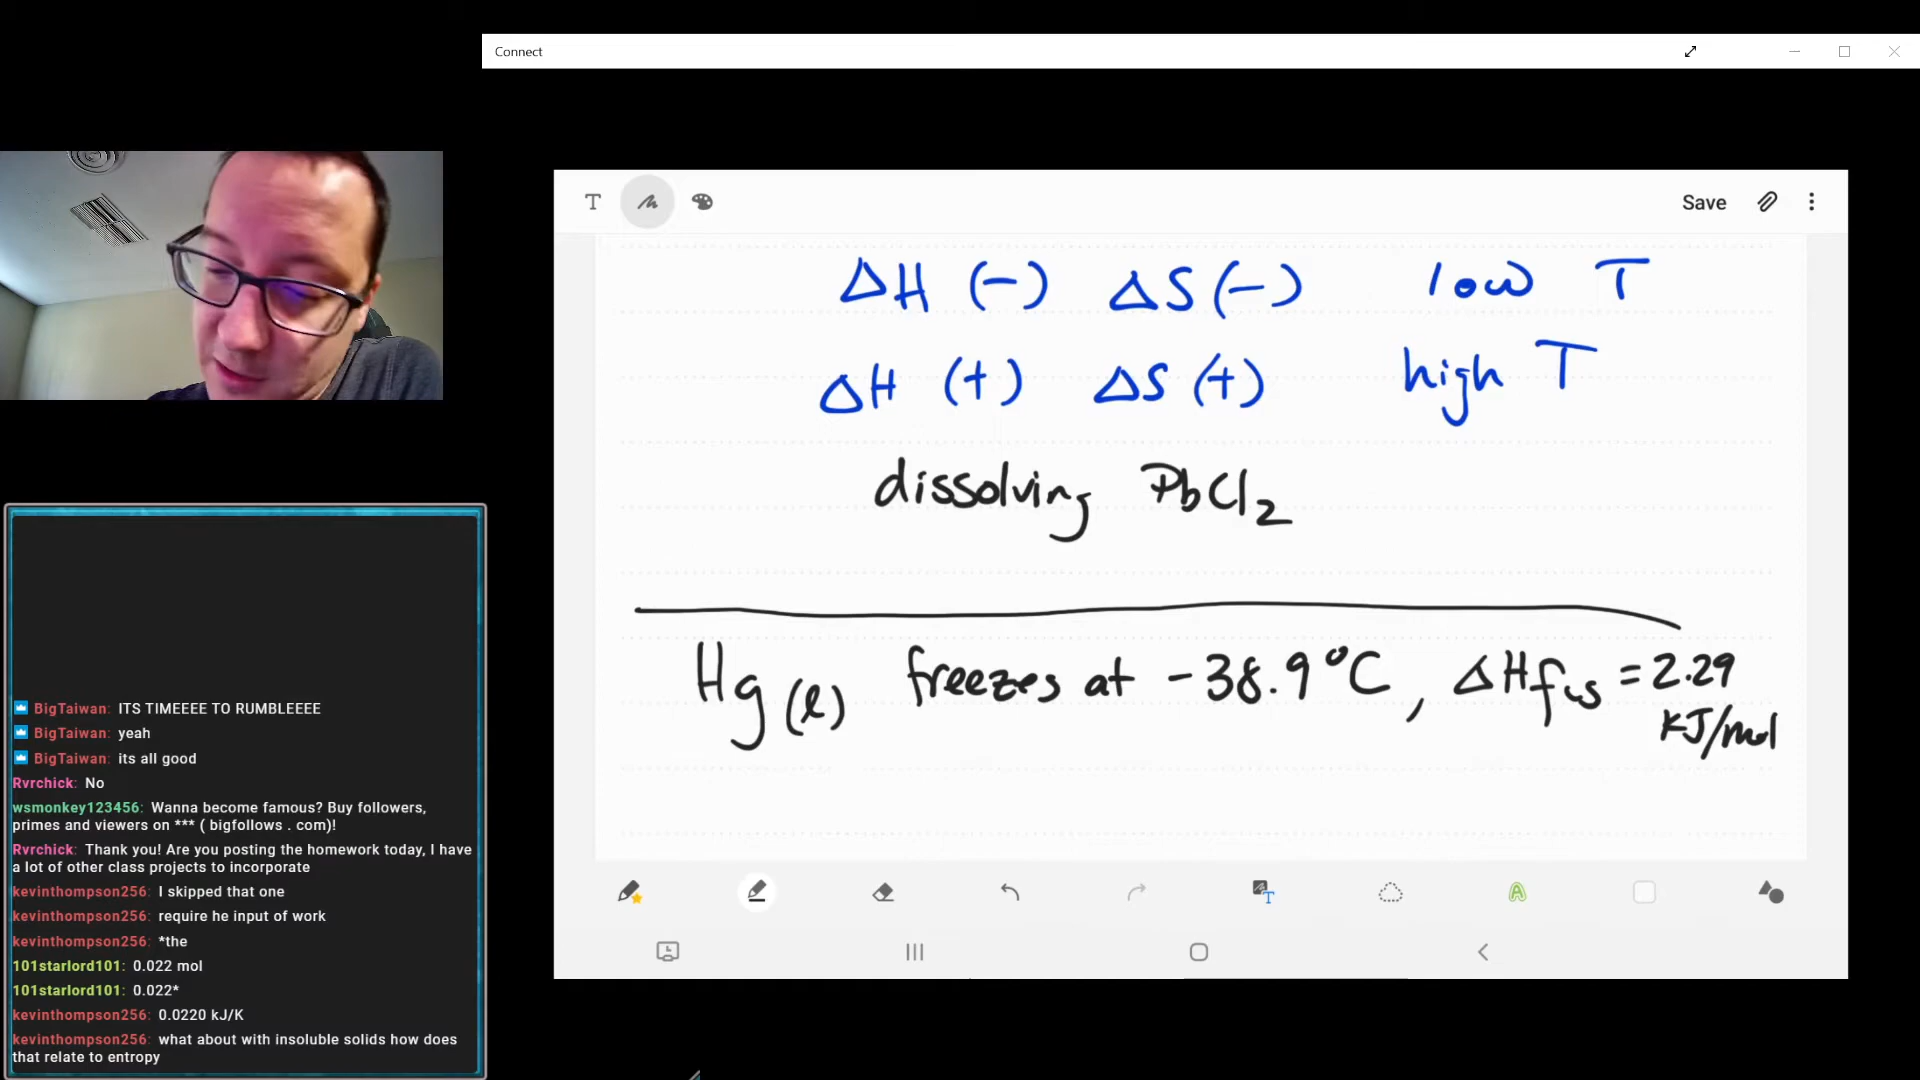 Connect
T
Save
ΔH (-) ΔS (-) low T
ΔH (+) ΔS (+) high T
dissolving PbCl₂
Hg(l) freezes at -38.9°C, ΔHfus = 2.29
kJ/mol
BigTaiwan: ITS TIMEEEE TO RUMBLEEEE
BigTaiwan: yeah
BigTaiwan: its all good
Rvrchick: No
wsmonkey123456: Wanna become famous? Buy followers,
primes and viewers on *** ( bigfollows . com)!
Rvrchick: Thank you! Are you posting the homework today, I have
a lot of other class projects to incorporate
kevinthompson256: I skipped that one
kevinthompson256: require he input of work
kevinthompson256: *the
101starlord101: 0.022 mol
101starlord101: 0.022*
kevinthompson256: 0.0220 kJ/K
kevinthompson256: what about with insoluble solids how does
that relate to entropy
T
A